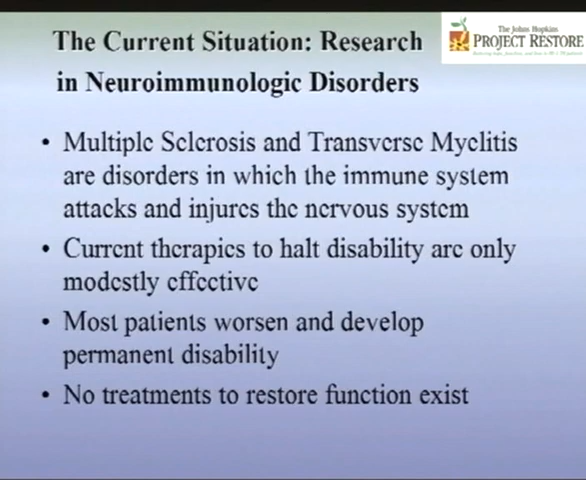 The Current Situation: Research
in Neuroimmunologic Disorders
The Johns Hopkins
PROJECT RESTORE
• Multiple Sclerosis and Transverse Myelitis
are disorders in which the immune system
attacks and injures the nervous system
• Current therapies to halt disability are only
modestly effective
• Most patients worsen and develop
permanent disability
• No treatments to restore function exist